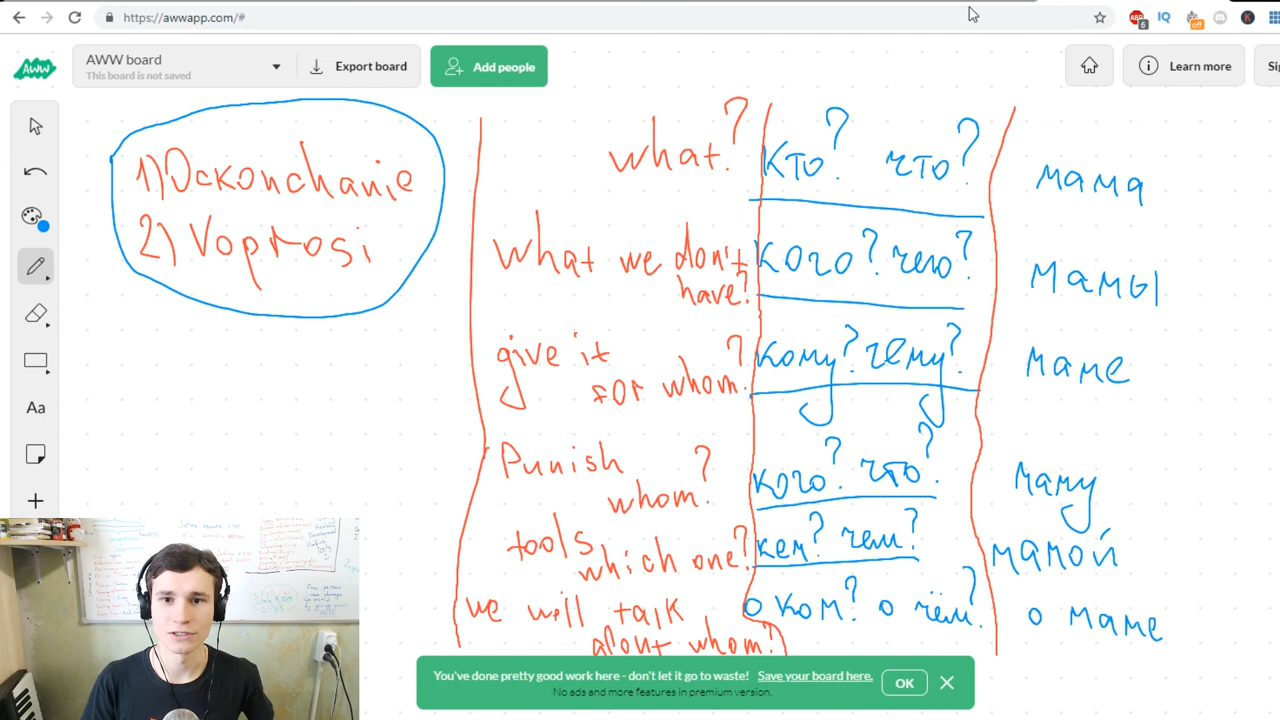 https://awwapp.com/#
AWW board
This board is not saved
Export board
Add people
Learn more
1) Ockonchanie
2) Voprosi
what? кто? что? мама
what we don't have? кого? чего? мамы
give it for whom? кому? чему? маме
Punish whom? кого? что? маму
tools which one? кем? чем? мамой
we will talk about whom? о ком? о чём? о маме
Aa
You've done pretty good work here - don't let it go to waste! Save your board here.
No ads and more features in premium version.
OK